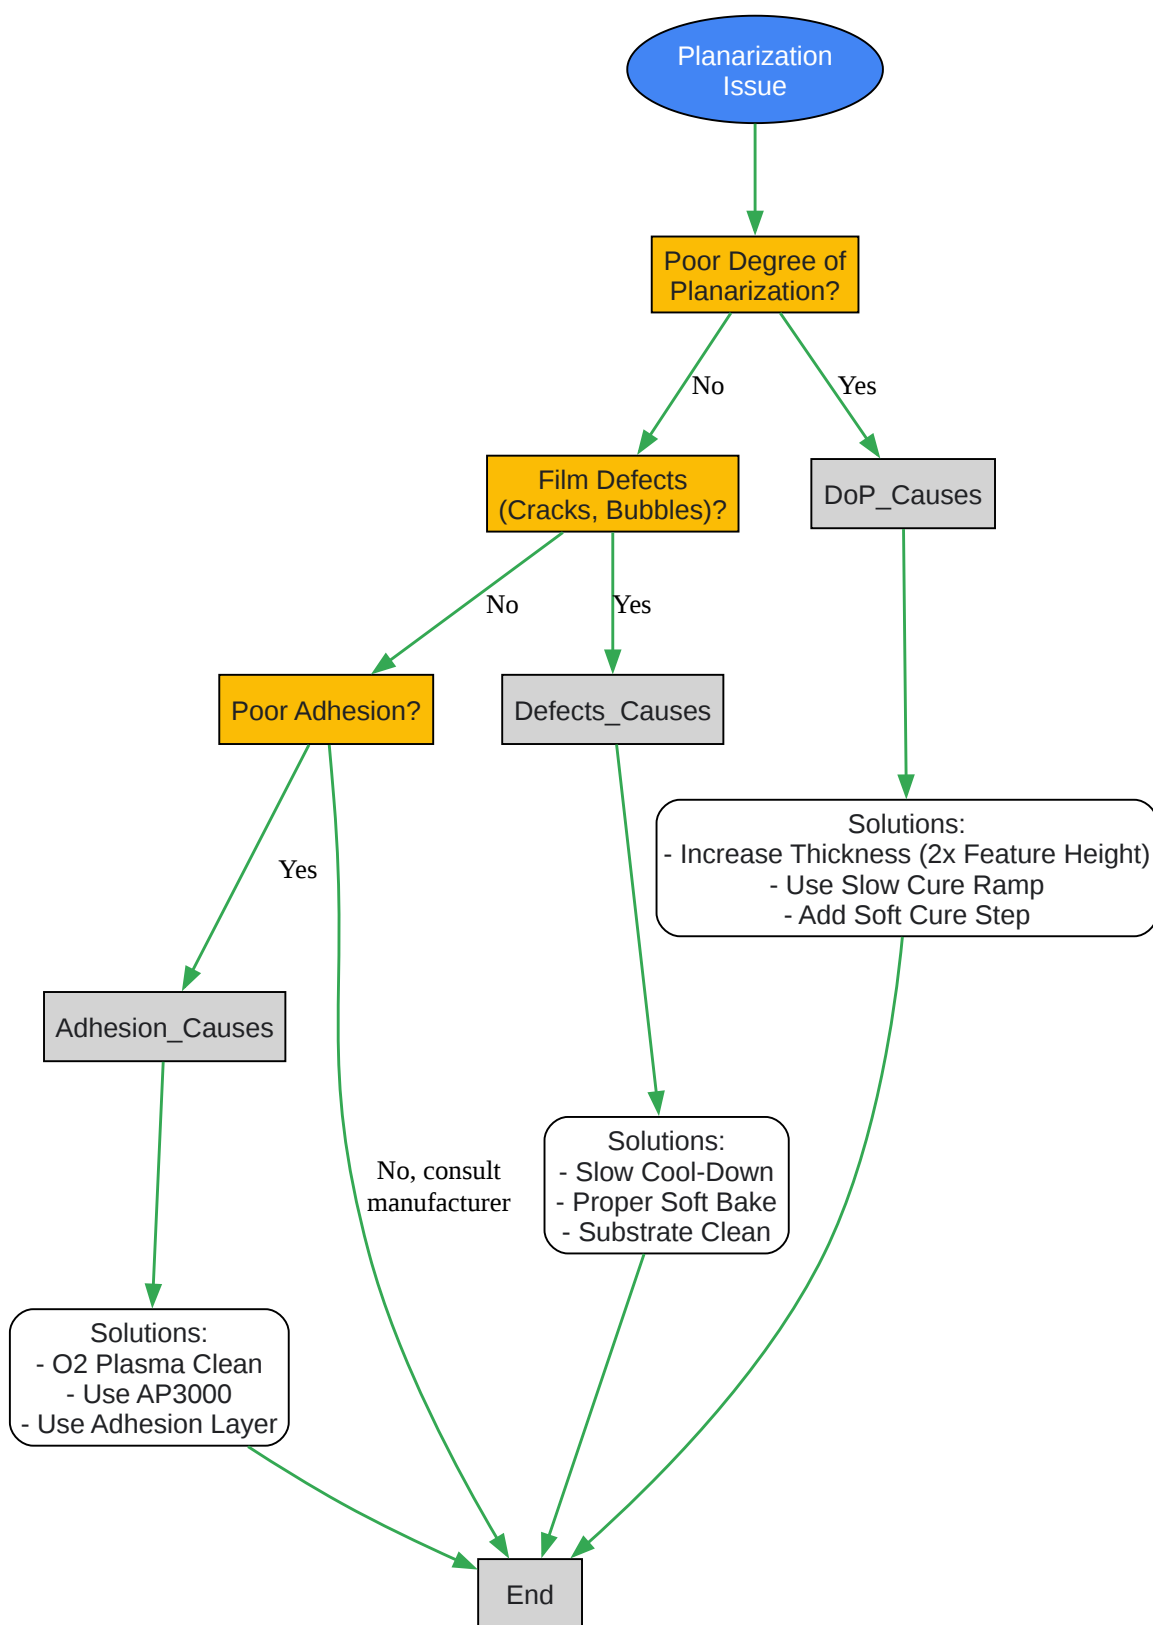 Planarization
Issue
Poor Degree of
Planarization?
No
Yes
Film Defects
(Cracks, Bubbles)?
DoP_Causes
No
Yes
Poor Adhesion?
Defects_Causes
Solutions:
- Increase Thickness (2x Feature Height)
- Use Slow Cure Ramp
- Add Soft Cure Step
Yes
Adhesion_Causes
No, consult
manufacturer
Solutions:
- Slow Cool-Down
- Proper Soft Bake
- Substrate Clean
Solutions:
- O2 Plasma Clean
- Use AP3000
- Use Adhesion Layer
End